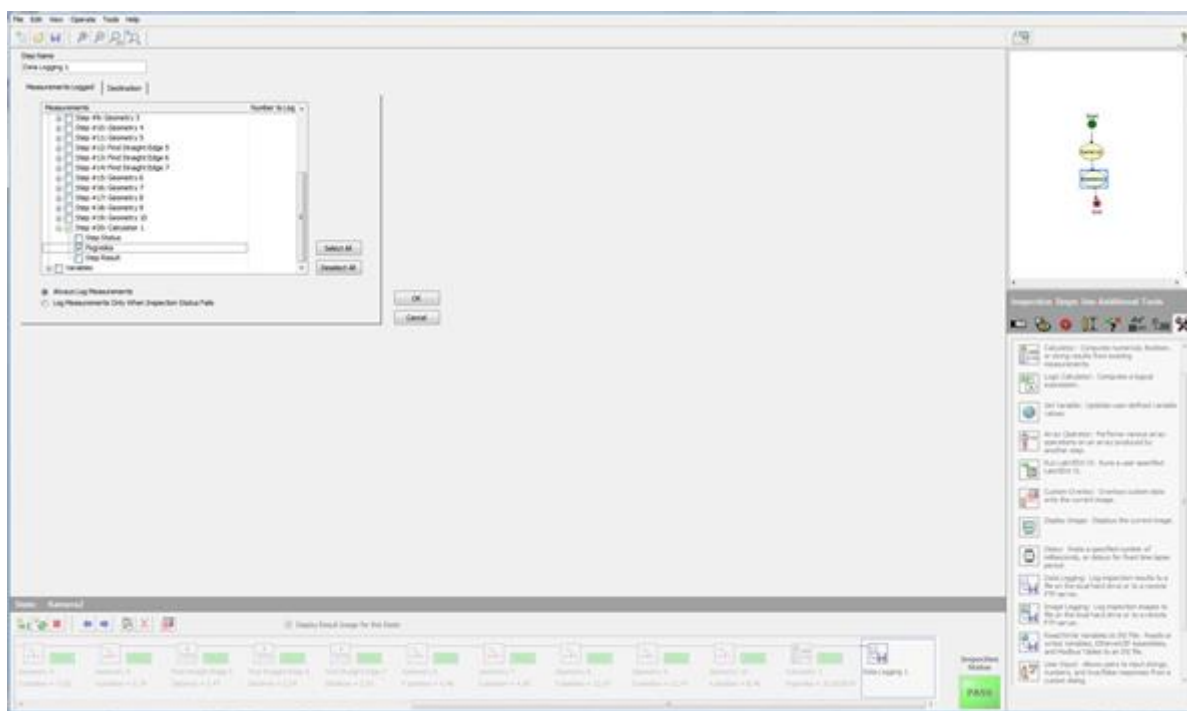 File Edit View Operate Tools Help
Step Name
Data Logging 1
Measurements Logged Destination
Measurements Number to Log
Step #9: Geometry 3
Step #10: Geometry 4
Step #11: Geometry 5
Step #12: Find Straight Edge 5
Step #13: Find Straight Edge 6
Step #14: Find Straight Edge 7
Step #15: Geometry 6
Step #16: Geometry 7
Step #17: Geometry 8
Step #18: Geometry 9
Step #19: Geometry 10
Step #20: Calculator 1
Step Status
Pogreska
Step Result
Variables
Select All
Deselect All
Always Log Measurements
Log Measurements Only When Inspection Status Fails
OK
Cancel
Inspection Steps: Use Additional Tools
Calculator: Computes numerical, Boolean,
or string results from existing
measurements.
Logic Calculator: Computes a logical
expression.
Set Variable: Updates user-defined variable
values.
Array Operator: Performs various array
operations on an array produced by
another step.
Run LabVIEW VI: Runs a user-specified
LabVIEW VI.
Custom Overlay: Overlays custom data
onto the current image.
Display Image: Displays the current image.
Delay: Waits a specified number of
milliseconds, or delays for fixed time lapse
period.
Data Logging: Log inspection results to a
file on the local hard drive or to a remote
FTP server.
Image Logging: Log inspection images to
file on the local hard drive or to a remote
FTP server.
Read/Write Variables to INI File: Reads or
writes Variables, EtherNet/IP Assemblies,
and Modbus Tables to an INI file.
User Input: Allows users to input strings,
numbers, and true/false responses from a
custom dialog.
State: Kamera2
Display Result Image for this State
Data Logging 1
Inspection
Status
PASS